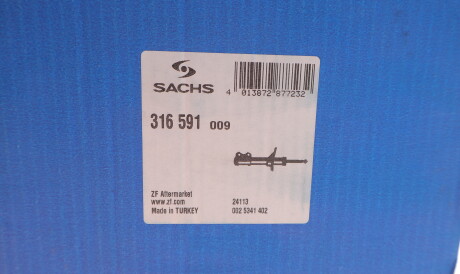 SACHS
4 013872 877232
316 591 009
ZF Aftermarket
www.zf.com 24113
Made in TURKEY 002 5341 402